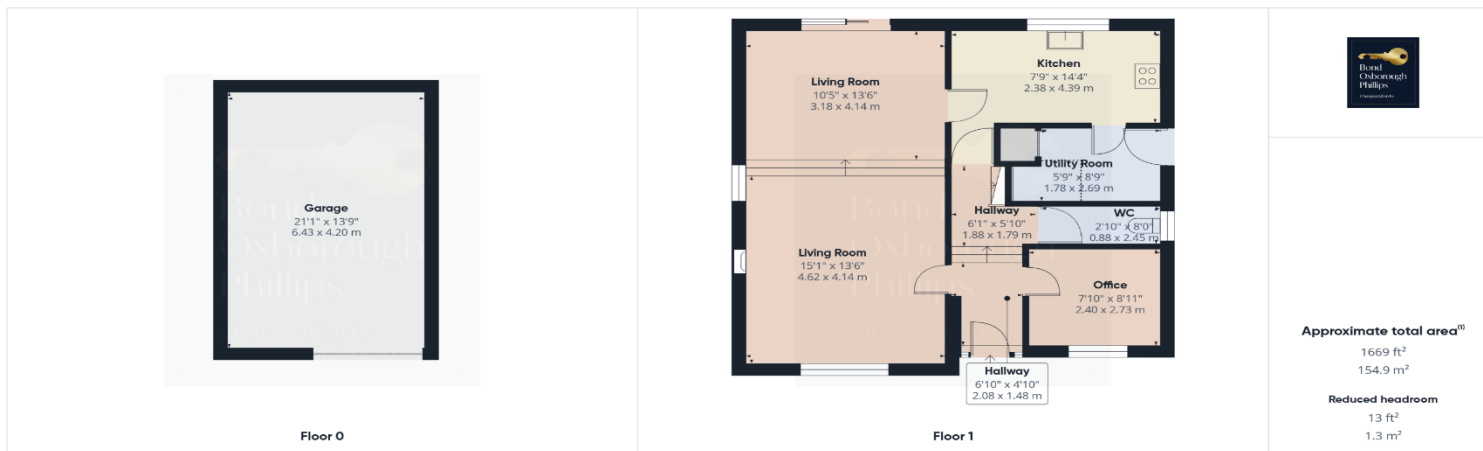 Garage
21'1" x 13'9"
6.43 x 4.20 m
Floor 0
Living Room
10'5" x 13'6"
3.18 x 4.14 m
Kitchen
7'9" x 14'4"
2.38 x 4.39 m
Utility Room
5'9" x 8'9"
1.78 x 2.69 m
Hallway
6'1" x 5'10"
1.88 x 1.79 m
WC
2'10" x 8'0"
0.88 x 2.45 m
Living Room
15'1" x 13'6"
4.62 x 4.14 m
Office
7'10" x 8'11"
2.40 x 2.73 m
Hallway
6'10" x 4'10"
2.08 x 1.48 m
Floor 1
Bond
Oxborough
Phillips
Approximate total area(1)
1669 ft²
154.9 m²
Reduced headroom
13 ft²
1.3 m²